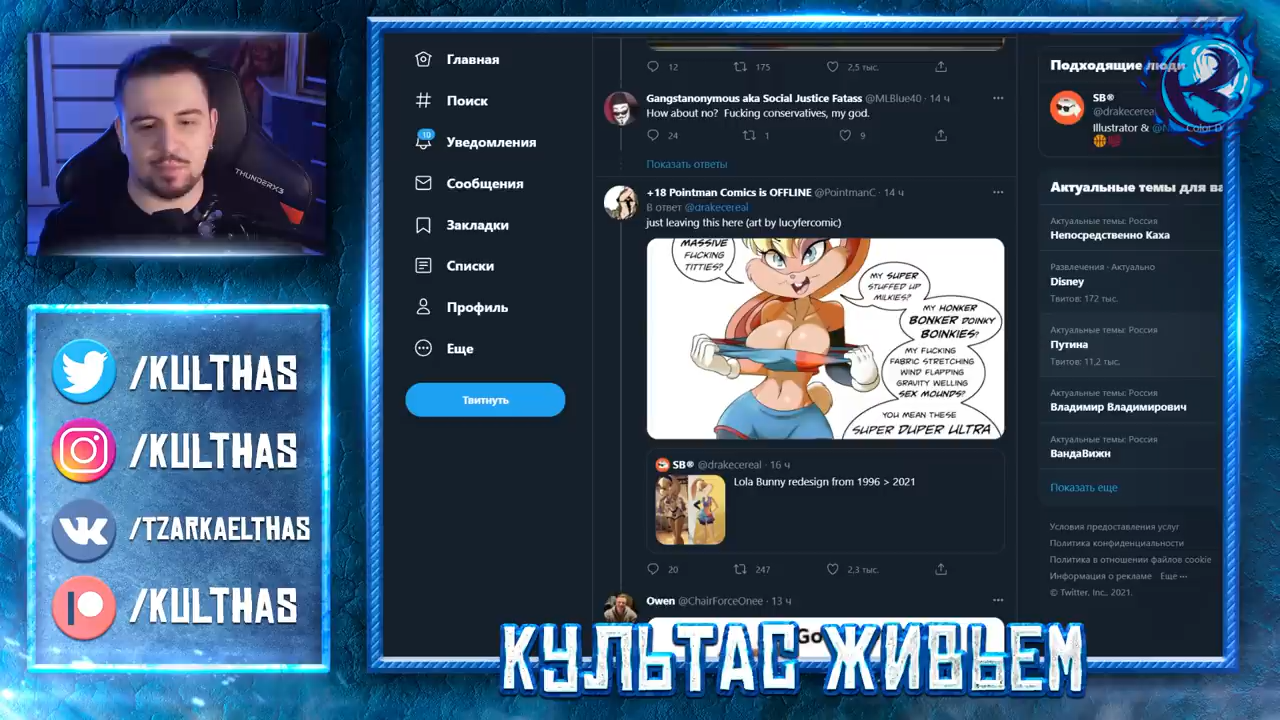 THUNDERX3
/KULTHAS
/KULTHAS
/TZARKAELTHAS
/KULTHAS
Главная
Поиск
10
Уведомления
Сообщения
Закладки
Списки
Профиль
Еще
Твитнуть
12 175 2,5 тыс.
Gangstanonymous aka Social Justice Fatass @MLBlue40 · 14 ч
How about no? Fucking conservatives, my god.
24 1 9
Показать ответы
+18 Pointman Comics is OFFLINE @PointmanC · 14 ч
В ответ @drakecereal
just leaving this here (art by lucyfercomic)
MASSIVE
FUCKING
TITTIES?
MY SUPER
STUFFED UP
MILKIES?
MY HONKER
BONKER DOINKY
BOINKIES?
MY FUCKING
FABRIC STRETCHING
WIND FLAPPING
GRAVITY WELLING
SEX MOUNDS?
YOU MEAN THESE
SUPER DUPER ULTRA
SB® @drakecereal · 16 ч
Lola Bunny redesign from 1996 > 2021
20 247 2,3 тыс.
Owen @ChairForceOnee · 13 ч
Go
Подходящие люди
SB®
@drakecereal
Illustrator &
Color D
Актуальные темы для ва
Актуальные темы: Россия
Непосредственно Каха
Развлечения · Актуально
Disney
Твитов: 172 тыс.
Актуальные темы: Россия
Путина
Твитов: 11,2 тыс.
Актуальные темы: Россия
Владимир Владимирович
Актуальные темы: Россия
ВандаВижн
Показать еще
Условия предоставления услуг
Политика конфиденциальности
Политика в отношении файлов cookie
Информация о рекламе Еще ···
© Twitter, Inc., 2021.
КУЛЬТАС ЖИВЬЕМ